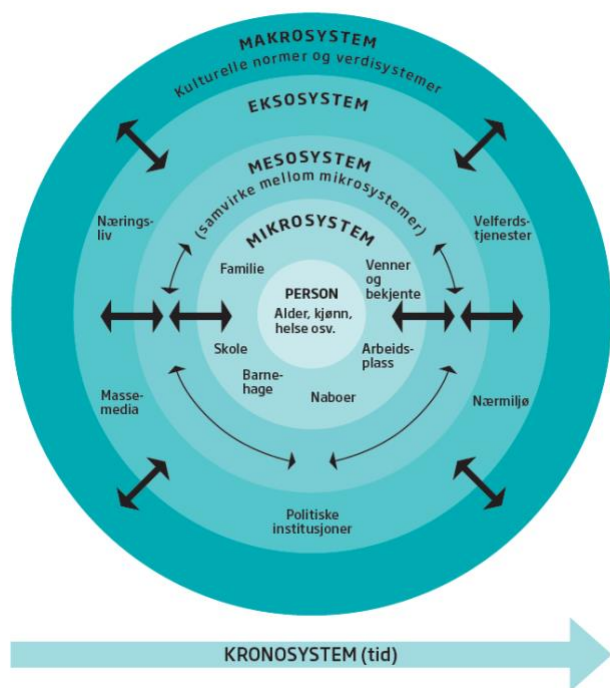 MAKROSYSTEM
Kulturelle normer og verdisystemer
EKSOSYSTEM
MESOSYSTEM
(samvirke mellom mikrosystemer)
Nærings-
liv
Velferds-
tjenester
MIKROSYSTEM
Familie
Venner
og
bekjente
PERSON
Alder, kjønn,
helse osv.
Skole
Arbeids-
plass
Barne-
hage
Naboer
Masse-
media
Nærmiljø
Politiske
institusjoner
KRONOSYSTEM (tid)